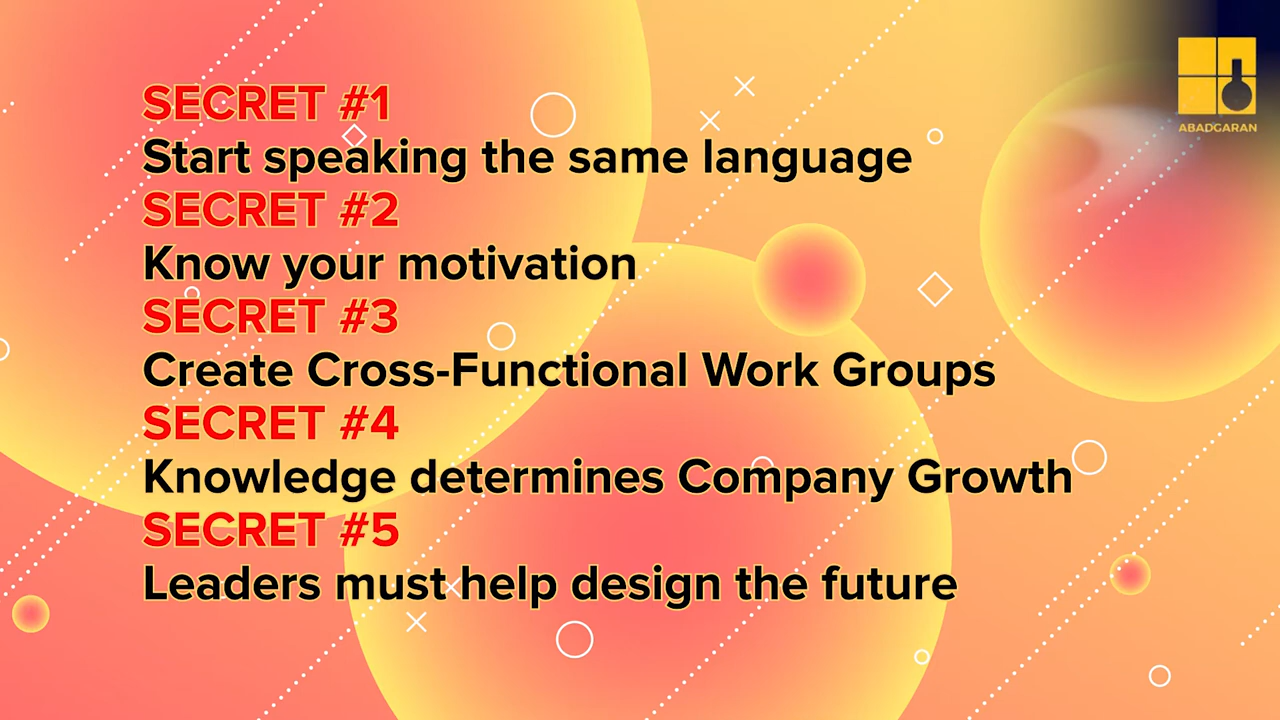 ABADGARAN
SECRET #1
Start speaking the same language
SECRET #2
Know your motivation
SECRET #3
Create Cross-Functional Work Groups
SECRET #4
Knowledge determines Company Growth
SECRET #5
Leaders must help design the future